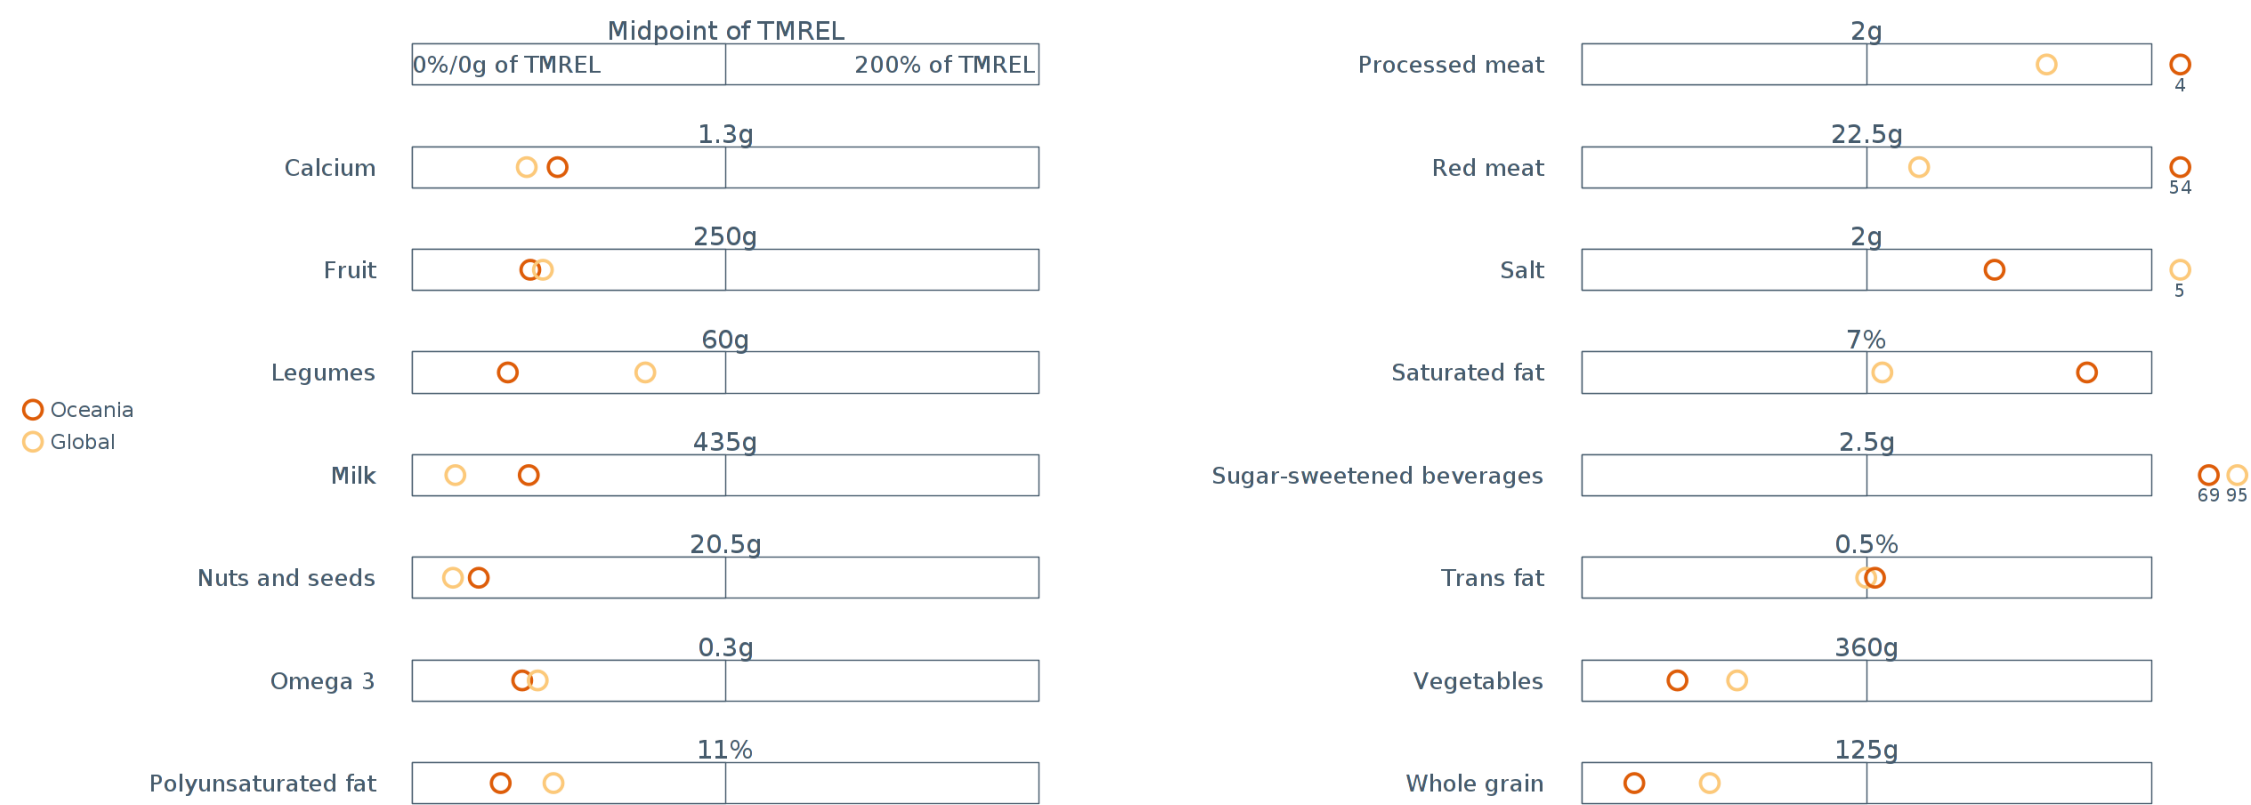 Midpoint of TMREL
0%/0g of TMREL 200% of TMREL
1.3g
Calcium
250g
Fruit
60g
Legumes
435g
Milk
20.5g
Nuts and seeds
0.3g
Omega 3
11%
Polyunsaturated fat
Oceania
Global
2g
Processed meat
4
22.5g
Red meat
54
2g
Salt
5
7%
Saturated fat
2.5g
Sugar-sweetened beverages
69 95
0.5%
Trans fat
360g
Vegetables
125g
Whole grain